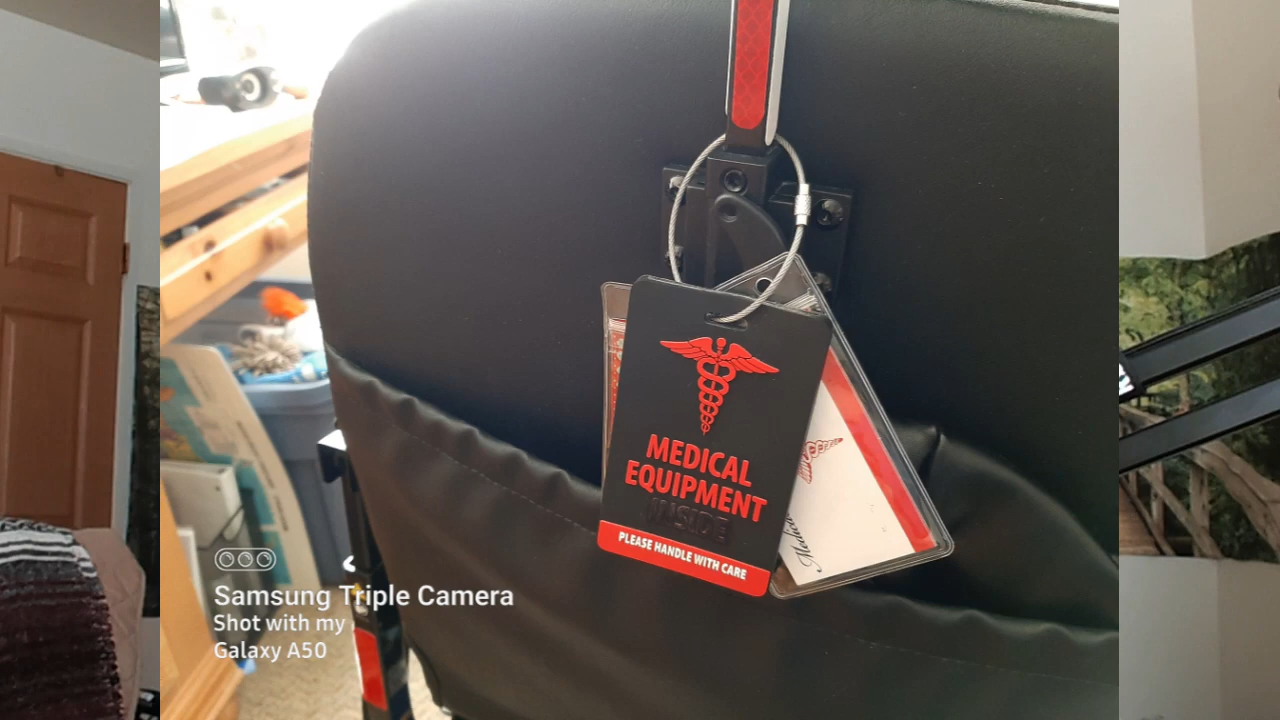 MEDICAL
EQUIPMENT
INSIDE
PLEASE HANDLE WITH CARE
Samsung Triple Camera
Shot with my
Galaxy A50